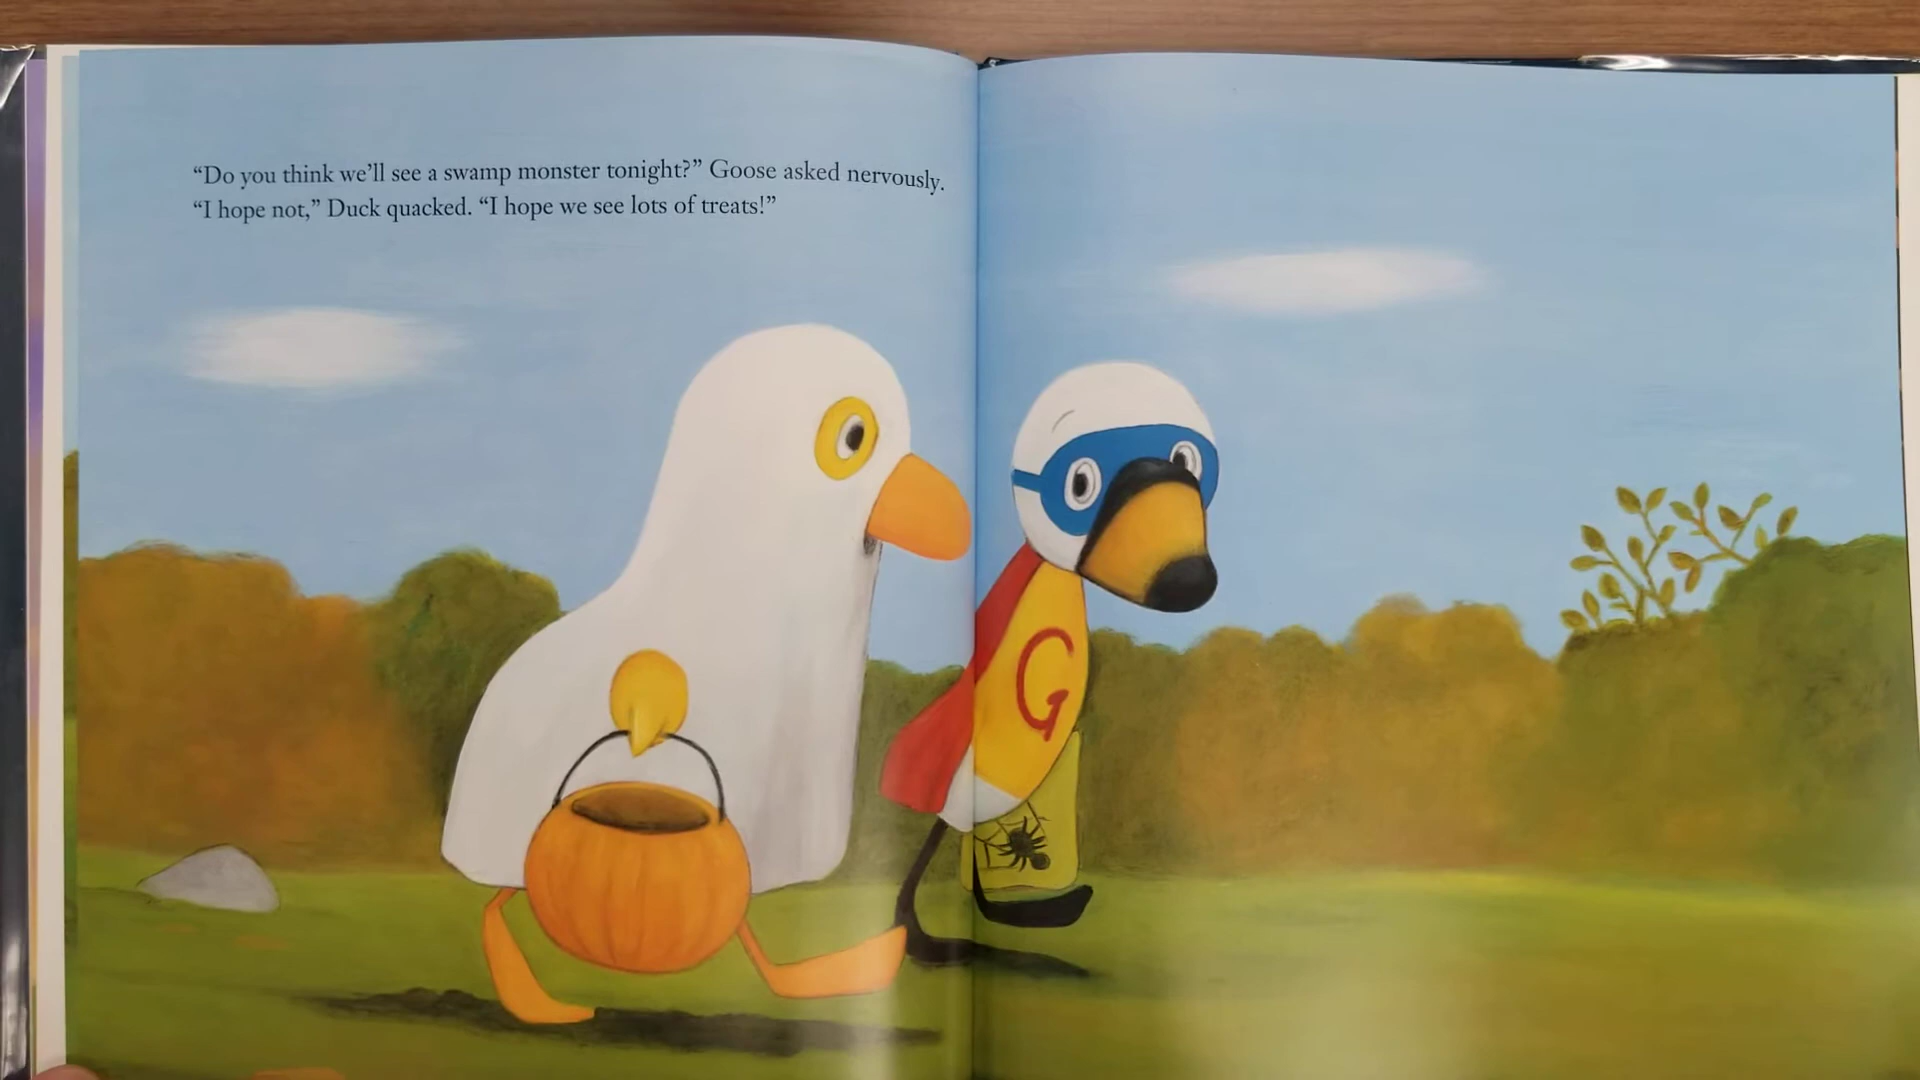 “Do you think we’ll see a swamp monster tonight?” Goose asked nervously.
“I hope not,” Duck quacked. “I hope we see lots of treats!”
G